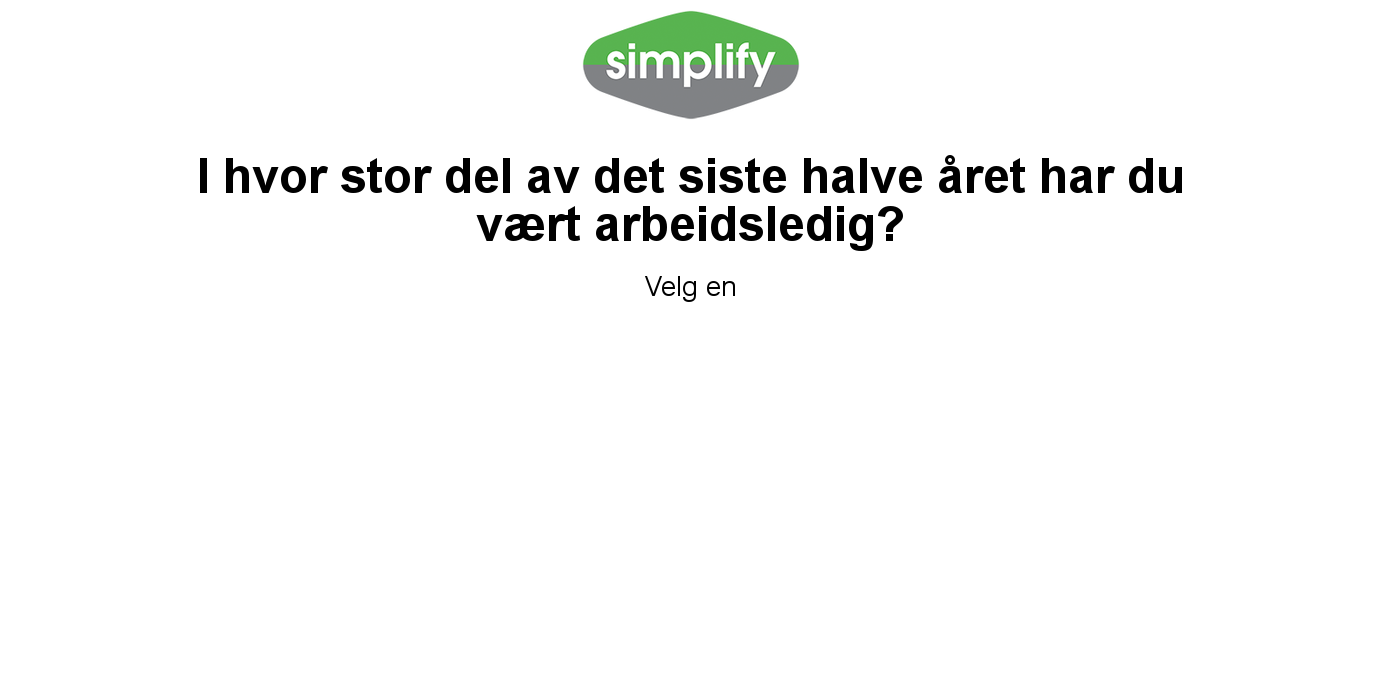 simplify
I hvor stor del av det siste halve året har du
vært arbeidsledig?
Velg en